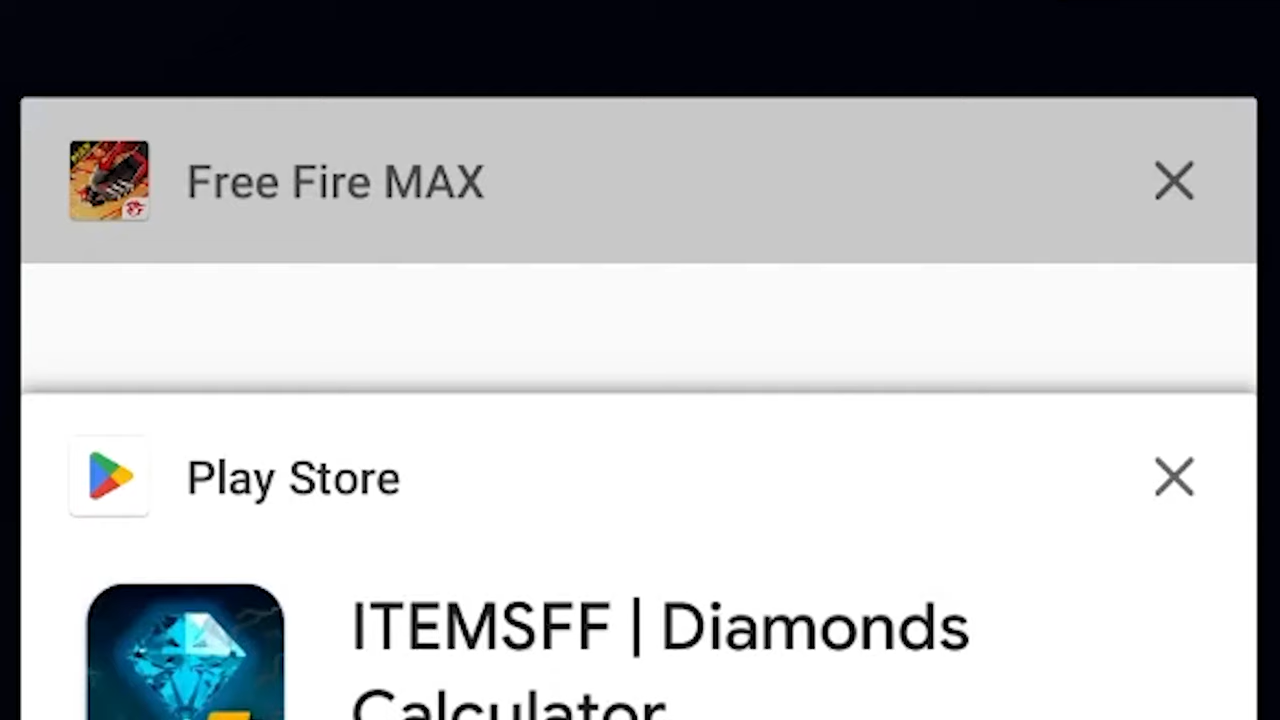 Free Fire MAX
Play Store
ITEMSFF | Diamonds
Calculator